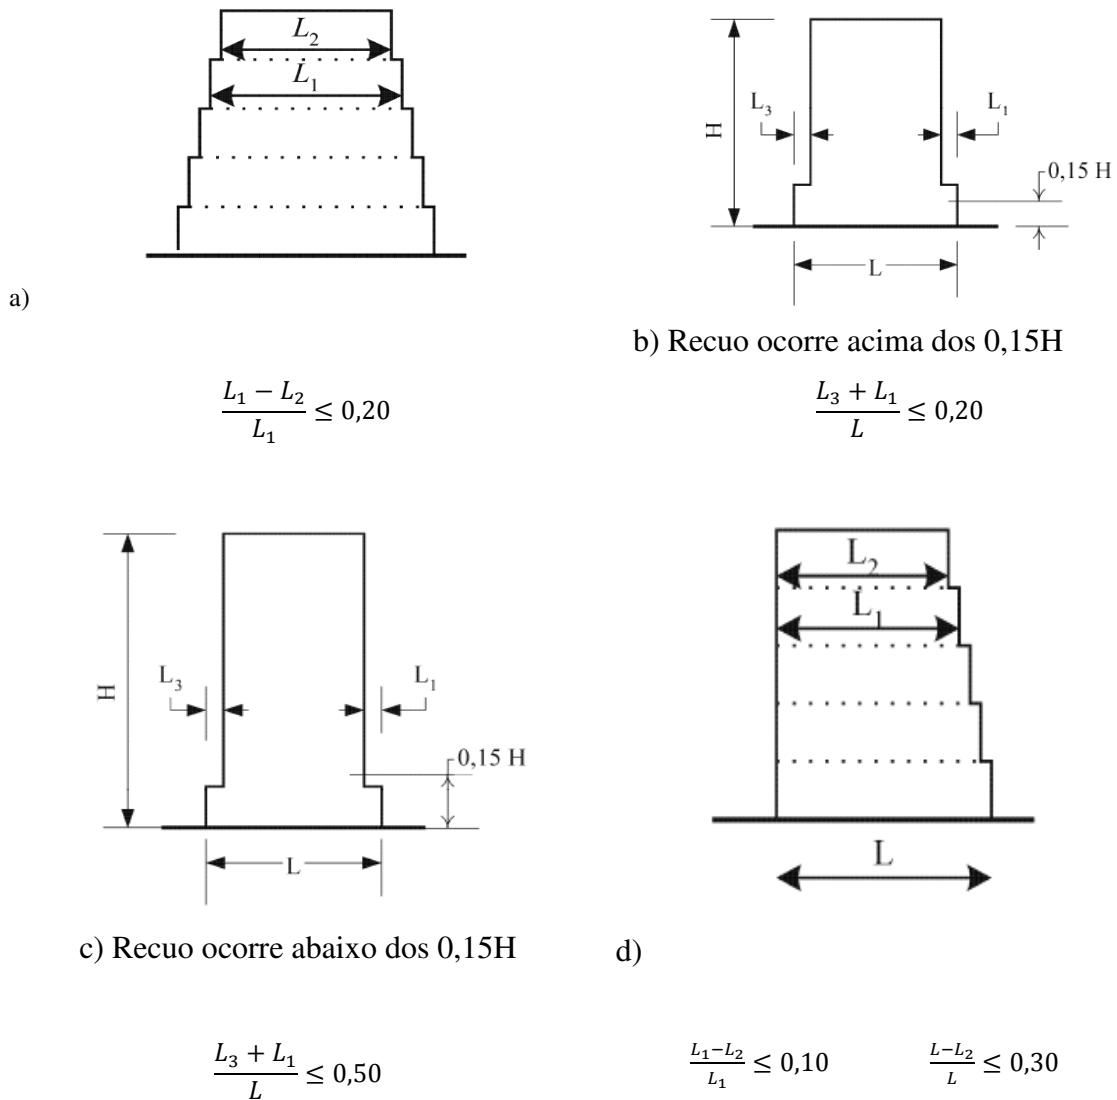 L₂
L₁
a)
H
L₃
L₁
0,15 H
L
b) Recuo ocorre acima dos 0,15H
(L₁ − L₂)/L₁ ≤ 0,20
(L₃ + L₁)/L ≤ 0,20
H
L₃
L₁
0,15 H
L
c) Recuo ocorre abaixo dos 0,15H
L₂
L₁
L
d)
(L₃ + L₁)/L ≤ 0,50
(L₁−L₂)/L₁ ≤ 0,10
(L−L₂)/L ≤ 0,30